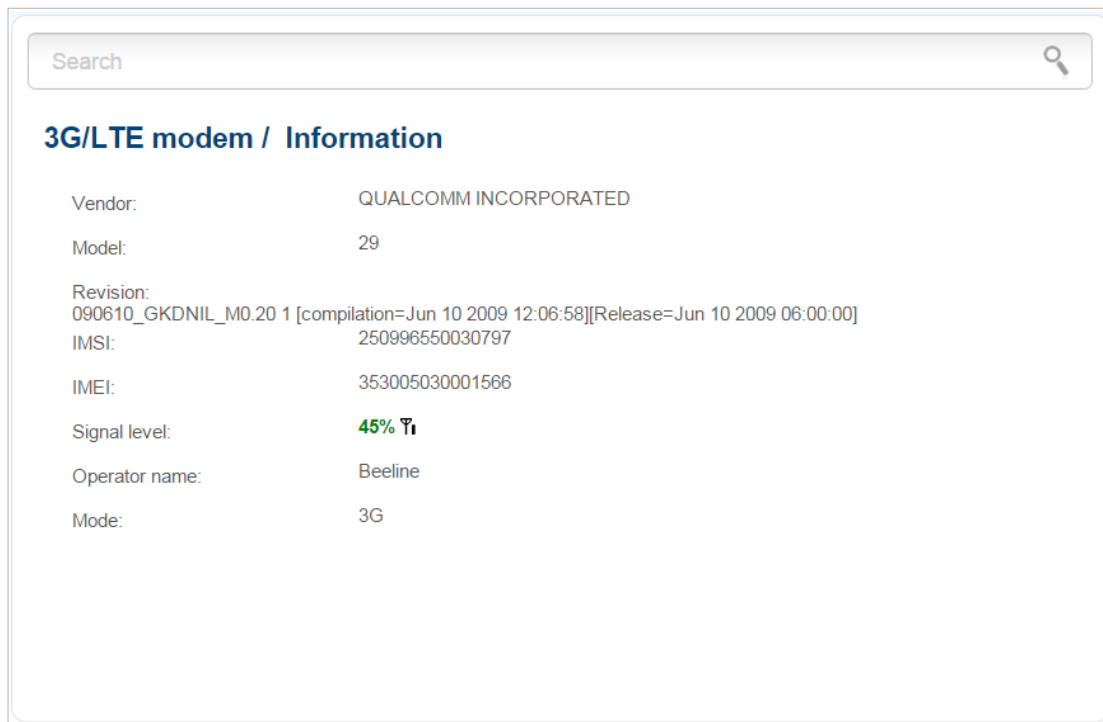 Search
3G/LTE modem / Information
Vendor: QUALCOMM INCORPORATED
Model: 29
Revision:
090610_GKDNIL_M0.20 1 [compilation=Jun 10 2009 12:06:58][Release=Jun 10 2009 06:00:00]
IMSI: 250996550030797
IMEI: 353005030001566
Signal level: 45%
Operator name: Beeline
Mode: 3G